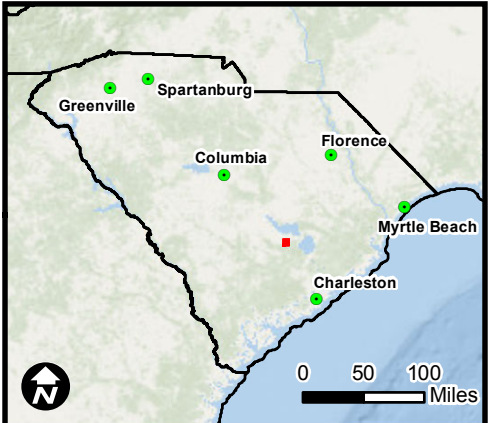 Spartanburg
Greenville
Florence
Columbia
Myrtle Beach
Charleston
N
0 50 100
Miles